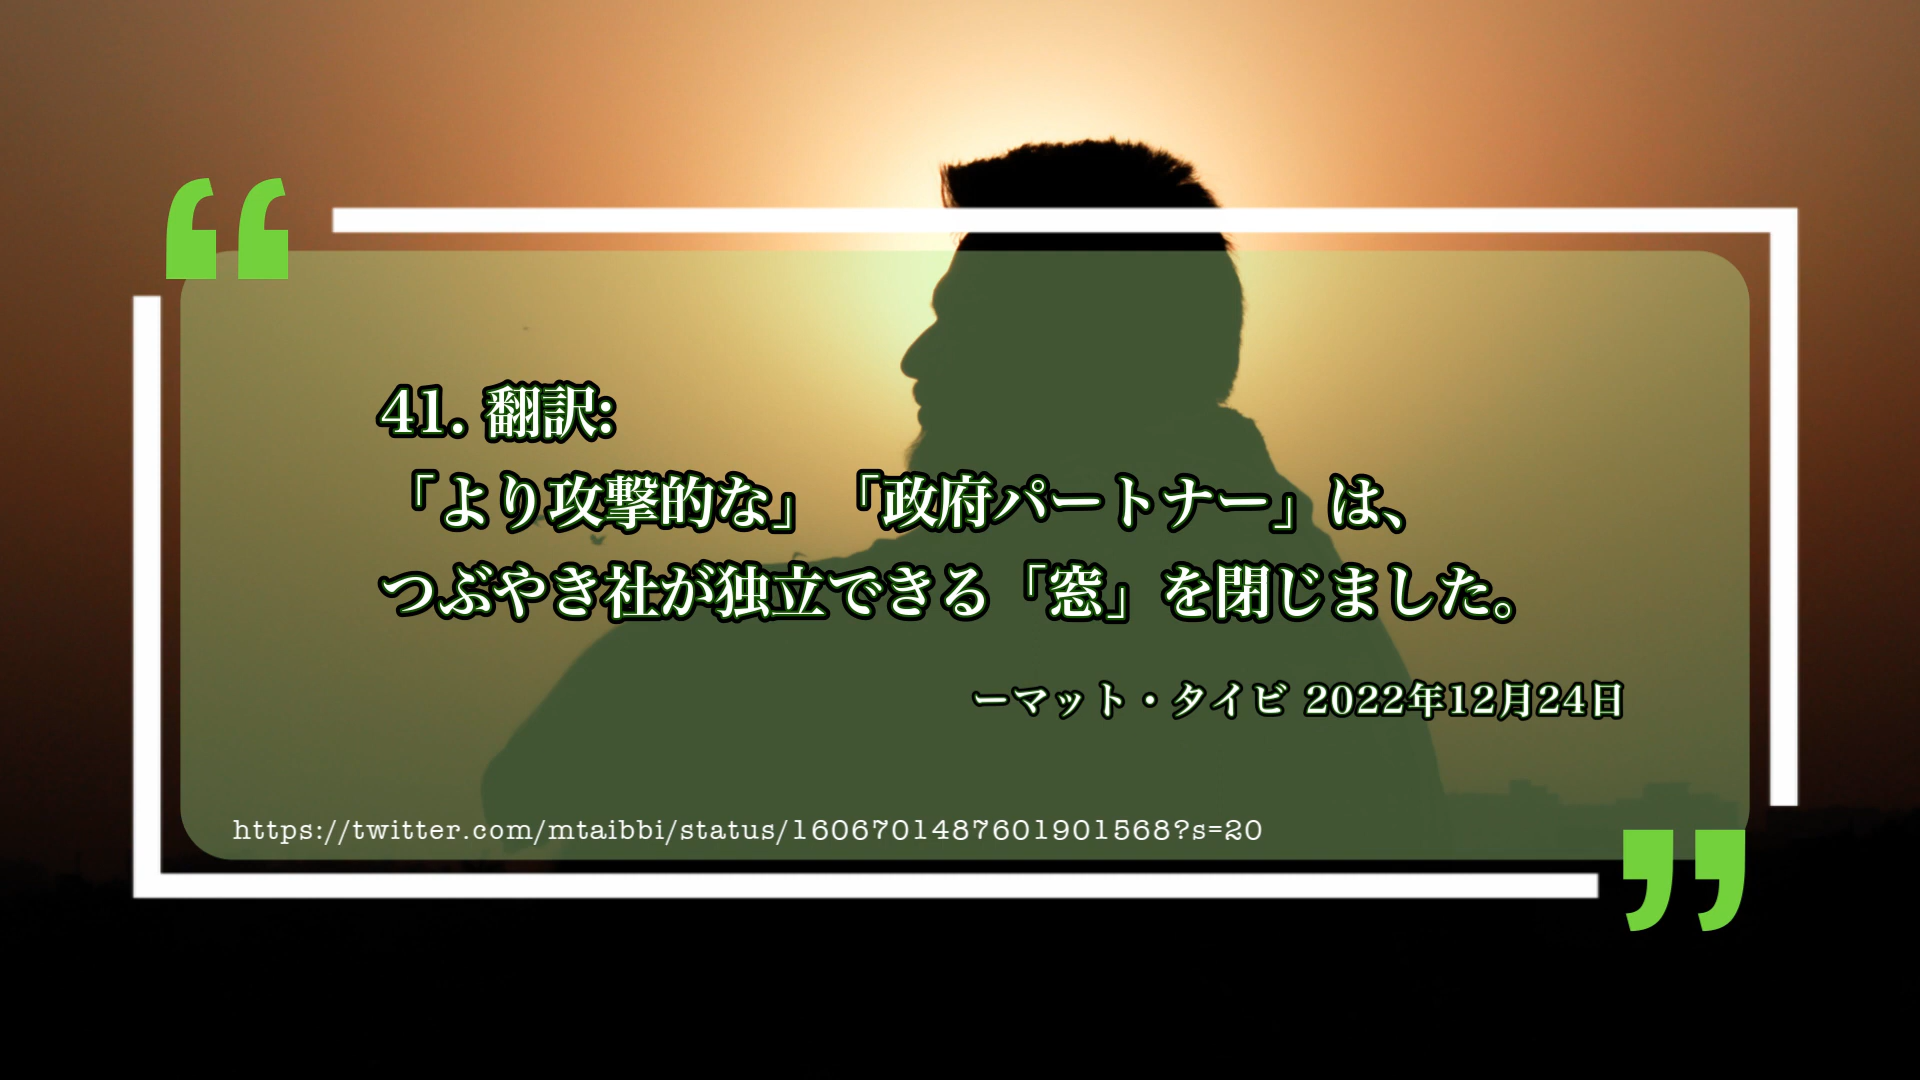 41. 翻訳:
「より攻撃的な」「政府パートナー」は、
つぶやき社が独立できる「窓」を閉じました。
ーマット・タイビ 2022年12月24日
https://twitter.com/mtaibbi/status/1606701487601901568?s=20